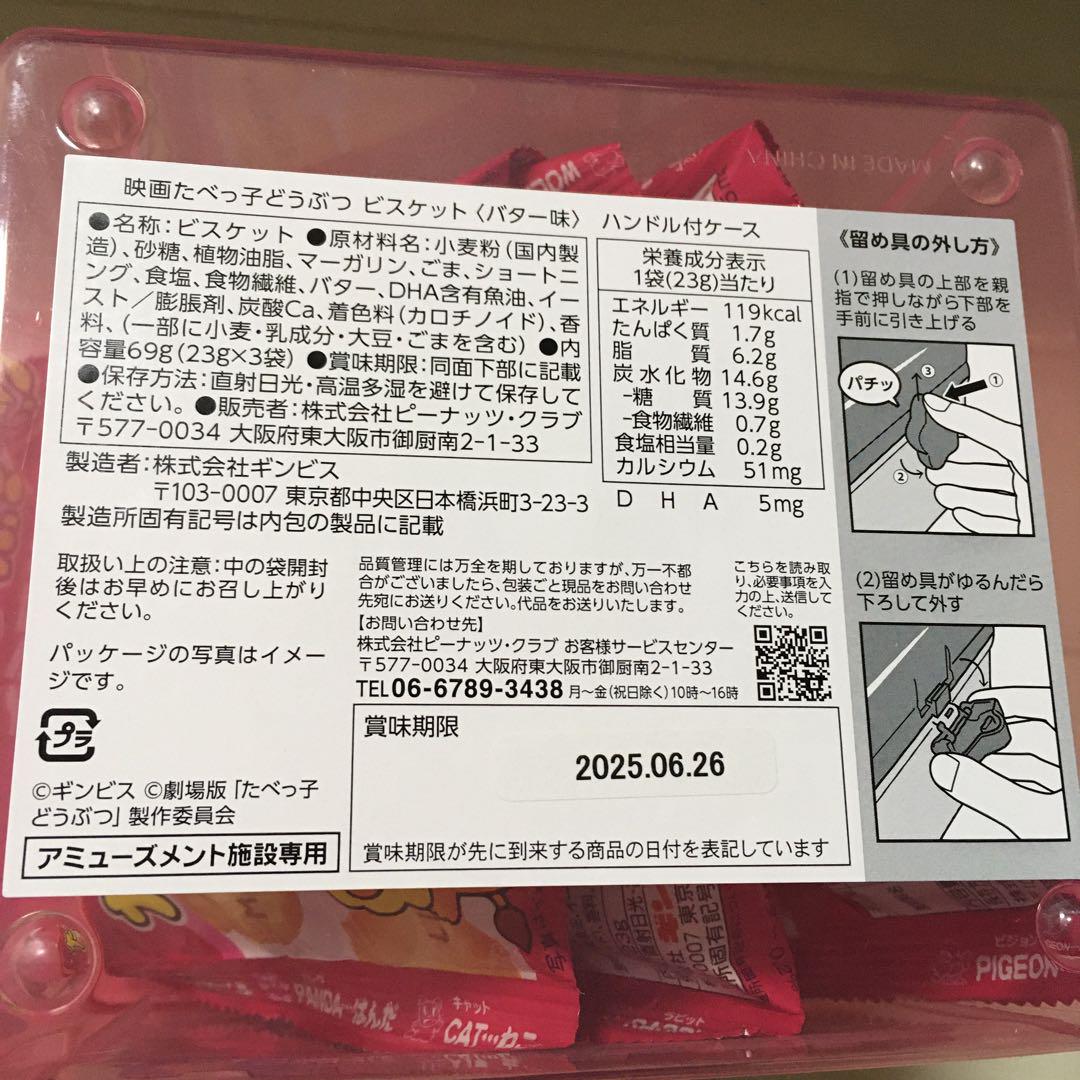 MADE IN CHINA
映画たべっ子どうぶつ ビスケット〈バター味〉 ハンドル付ケース
●名称:ビスケット ●原材料名:小麦粉(国内製
造)、砂糖、植物油脂、マーガリン、ごま、ショートニ
ング、食塩、食物繊維、バター、DHA含有魚油、イー
スト/膨脹剤、炭酸Ca、着色料(カロチノイド)、香
料、(一部に小麦・乳成分・大豆・ごまを含む) ●内
容量69g(23g×3袋) ●賞味期限:同面下部に記載
●保存方法:直射日光・高温多湿を避けて保存して
ください。●販売者:株式会社ピーナッツ・クラブ
〒577-0034 大阪府東大阪市御厨南2-1-33
製造者:株式会社ギンビス
〒103-0007 東京都中央区日本橋浜町3-23-3
製造所固有記号は内包の製品に記載
栄養成分表示
1袋(23g)当たり
エネルギー 119kcal
たんぱく質 1.7g
脂質 6.2g
炭水化物 14.6g
-糖質 13.9g
-食物繊維 0.7g
食塩相当量 0.2g
カルシウム 51mg
DHA 5mg
取扱い上の注意:中の袋開封
後はお早めにお召し上がり
ください。
パッケージの写真はイメー
ジです。
プラ
©ギンビス ©劇場版「たべっ子
どうぶつ」製作委員会
アミューズメント施設専用
品質管理には万全を期しておりますが、万一不都
合がございましたら、包装ごと現品をお問い合わせ
先宛にお送りください。代品をお送りいたします。
【お問い合わせ先】
株式会社ピーナッツ・クラブ お客様サービスセンター
〒577-0034 大阪府東大阪市御厨南2-1-33
TEL06-6789-3438 月~金(祝日除く)10時~16時
こちらを読み取
り、必要事項を入
力の上、送信して
ください。
賞味期限
2025.06.26
賞味期限が先に到来する商品の日付を表記しています
《留め具の外し方》
(1)留め具の上部を親
指で押しながら下部を
手前に引き上げる
パチッ
③
①
②
(2)留め具がゆるんだら
下ろして外す
PANDA…ぱんだ
キャット
CAT…ねこ
ラビット
ピジョン
PIGEON